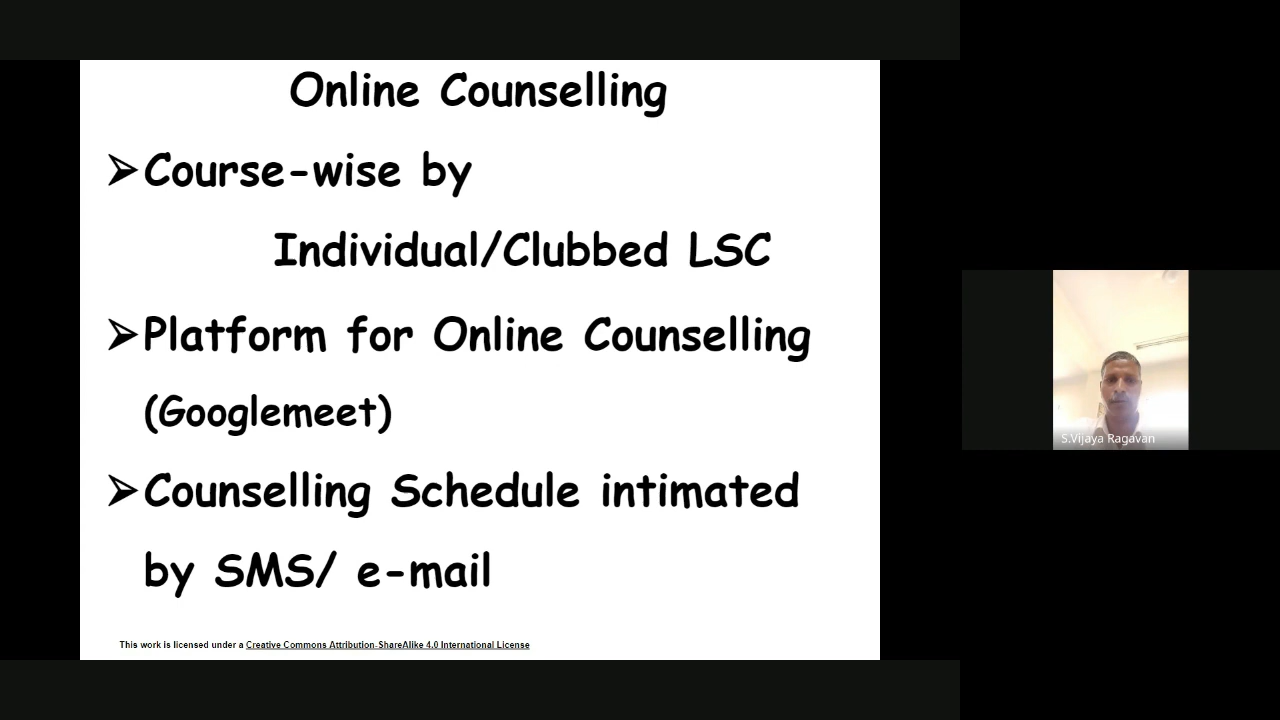 Online Counselling
➢Course-wise by
Individual/Clubbed LSC
➢Platform for Online Counselling
(Googlemeet)
➢Counselling Schedule intimated
by SMS/ e-mail
This work is licensed under a Creative Commons Attribution-ShareAlike 4.0 International License
S.Vijaya Ragavan